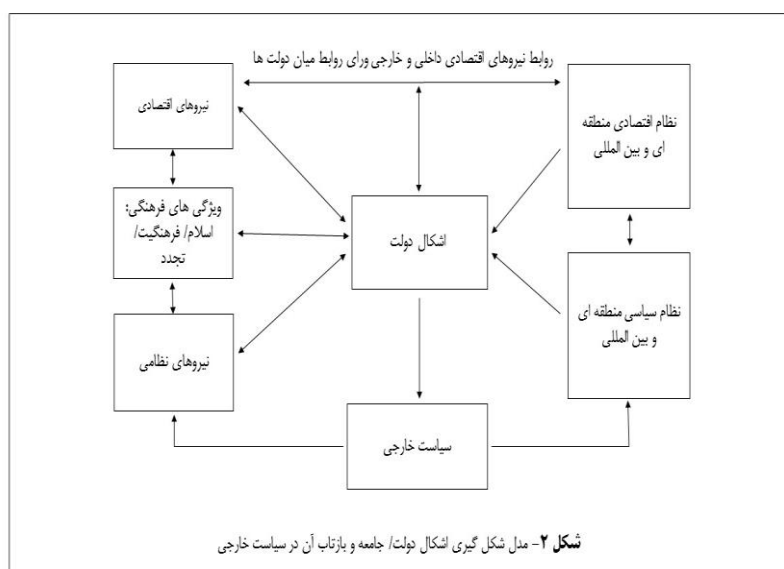 روابط نیروهای اقتصادی داخلی و خارجی ورای روابط میان دولت ها
نظام اقتصادی منطقه
ای و بین المللی
نیروهای اقتصادی
ویژگی های فرهنگی:
اسلام/ فرهنگیت/
تجدد
اشکال دولت
نظام سیاسی منطقه ای
و بین المللی
نیروهای نظامی
سیاست خارجی
شکل ۲- مدل شکل گیری اشکال دولت/ جامعه و بازتاب آن در سیاست خارجی